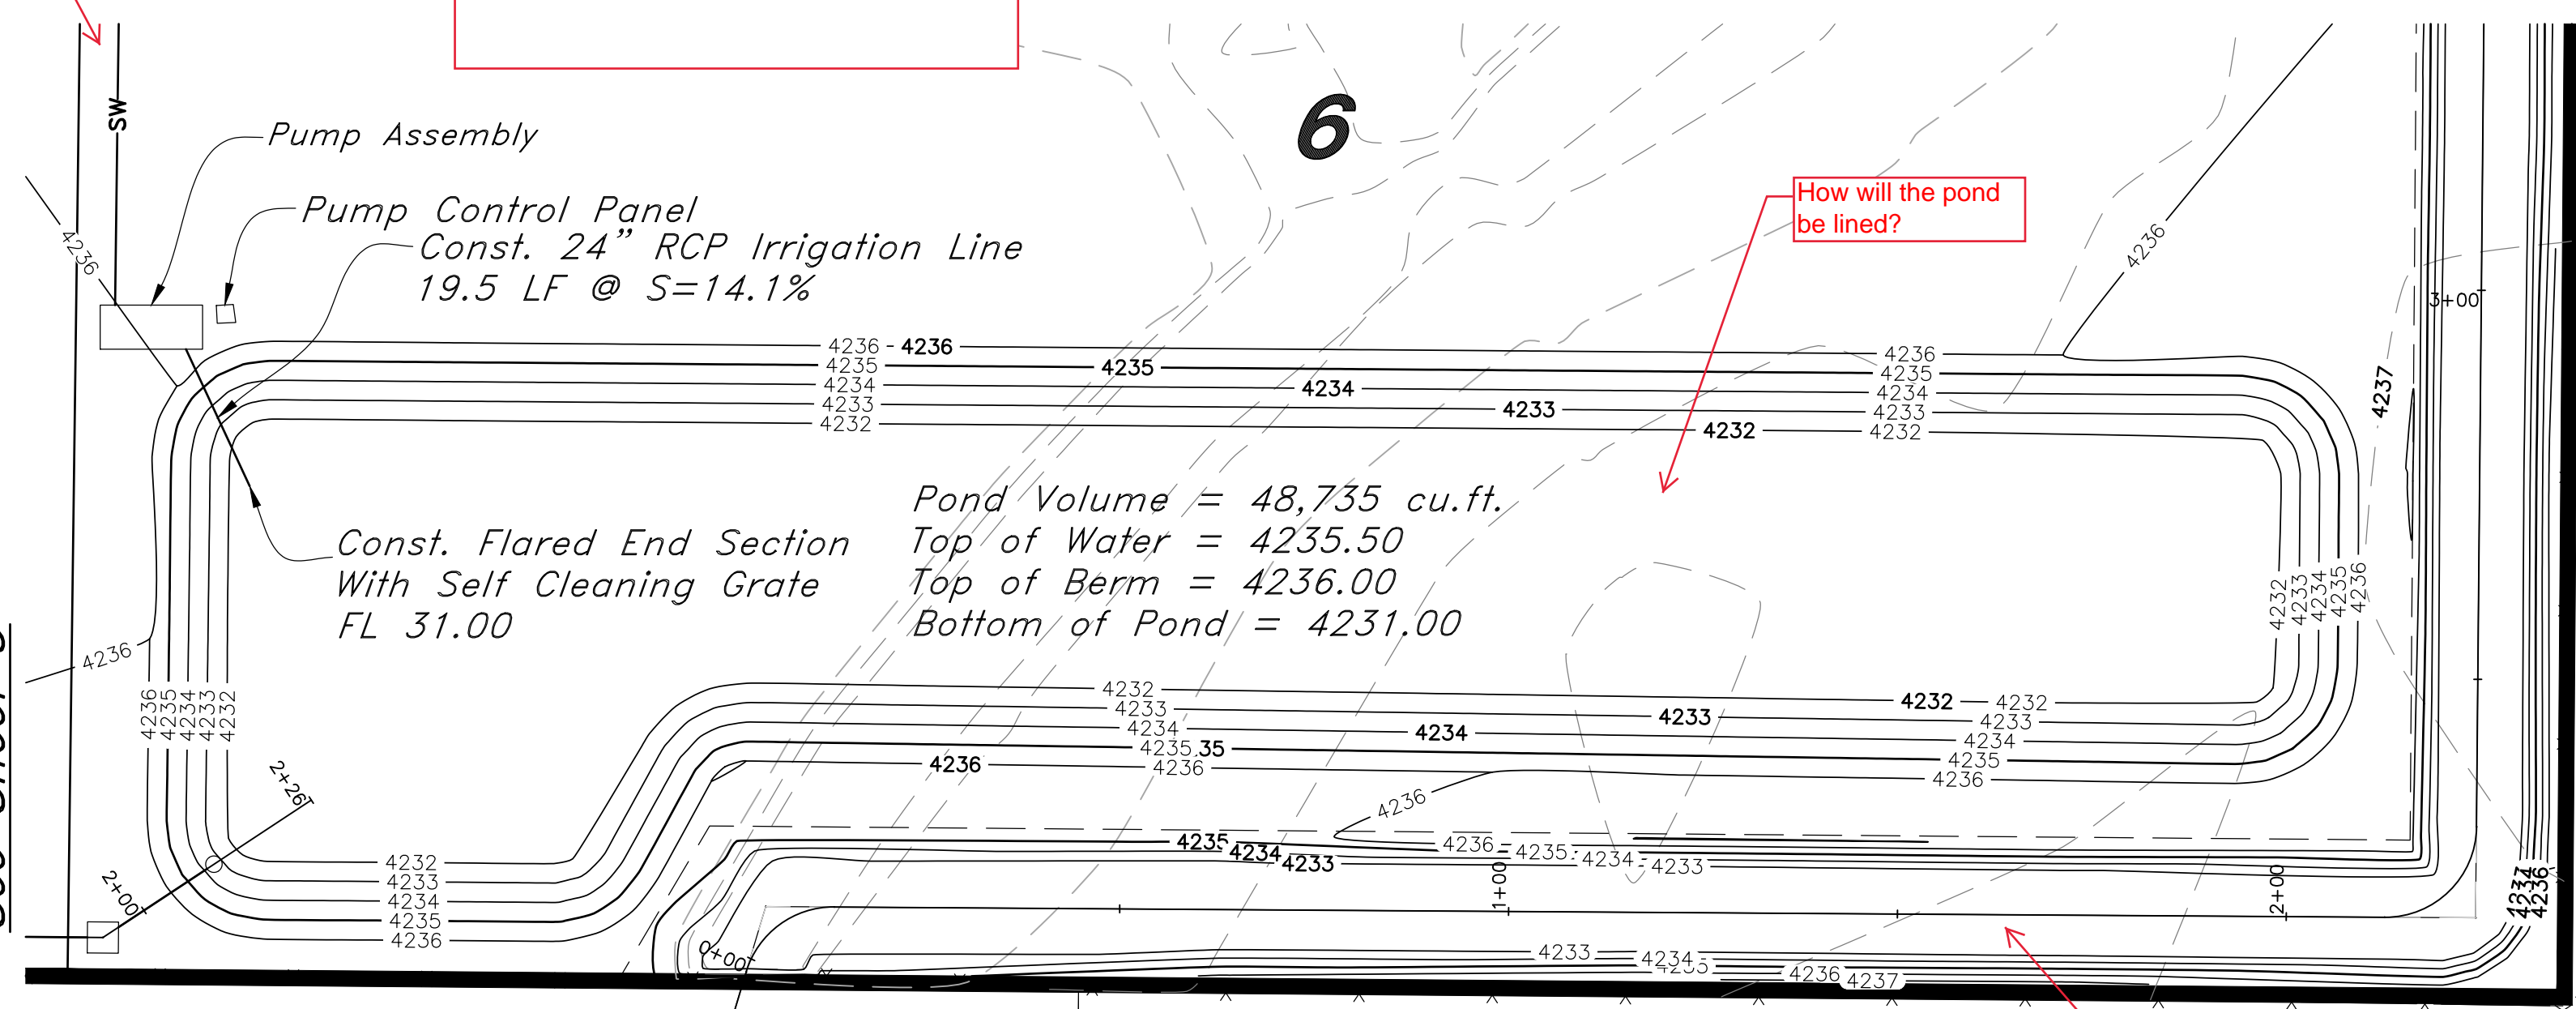 SW
6
Pump Assembly
How will the pond
be lined?
Pump Control Panel
Const. 24” RCP Irrigation Line
19.5 LF @ S=14.1%
4236
4236
3+00
4237
4236 4236 4236
4235 4235 4235
4234 4234 4234
4233 4233 4233
4232 4232 4232
Pond Volume = 48,735 cu.ft.
Top of Water = 4235.50
Top of Berm = 4236.00
Bottom of Pond = 4231.00
Const. Flared End Section
With Self Cleaning Grate
FL 31.00
4232 4233 4234 4235 4236
4236
4236 4235 4234 4233 4232
4232 4232 4232
4233 4233 4233
4234 4234 4234
4235 35 4235
4236 4236 4236
2+26
4236
4235 4234 4233
4236 4235 4234 4233
4232
4233
4234
4235
4236
2+00
1+00
2+00
4237 4234 4236
0+00
4233 4234 4235 4236 4237